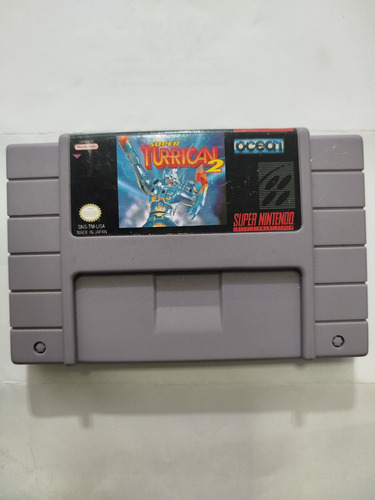 SUPER
TURRICAN
2
ocean
SNS-TM-USA
MADE IN JAPAN
SUPER NINTENDO